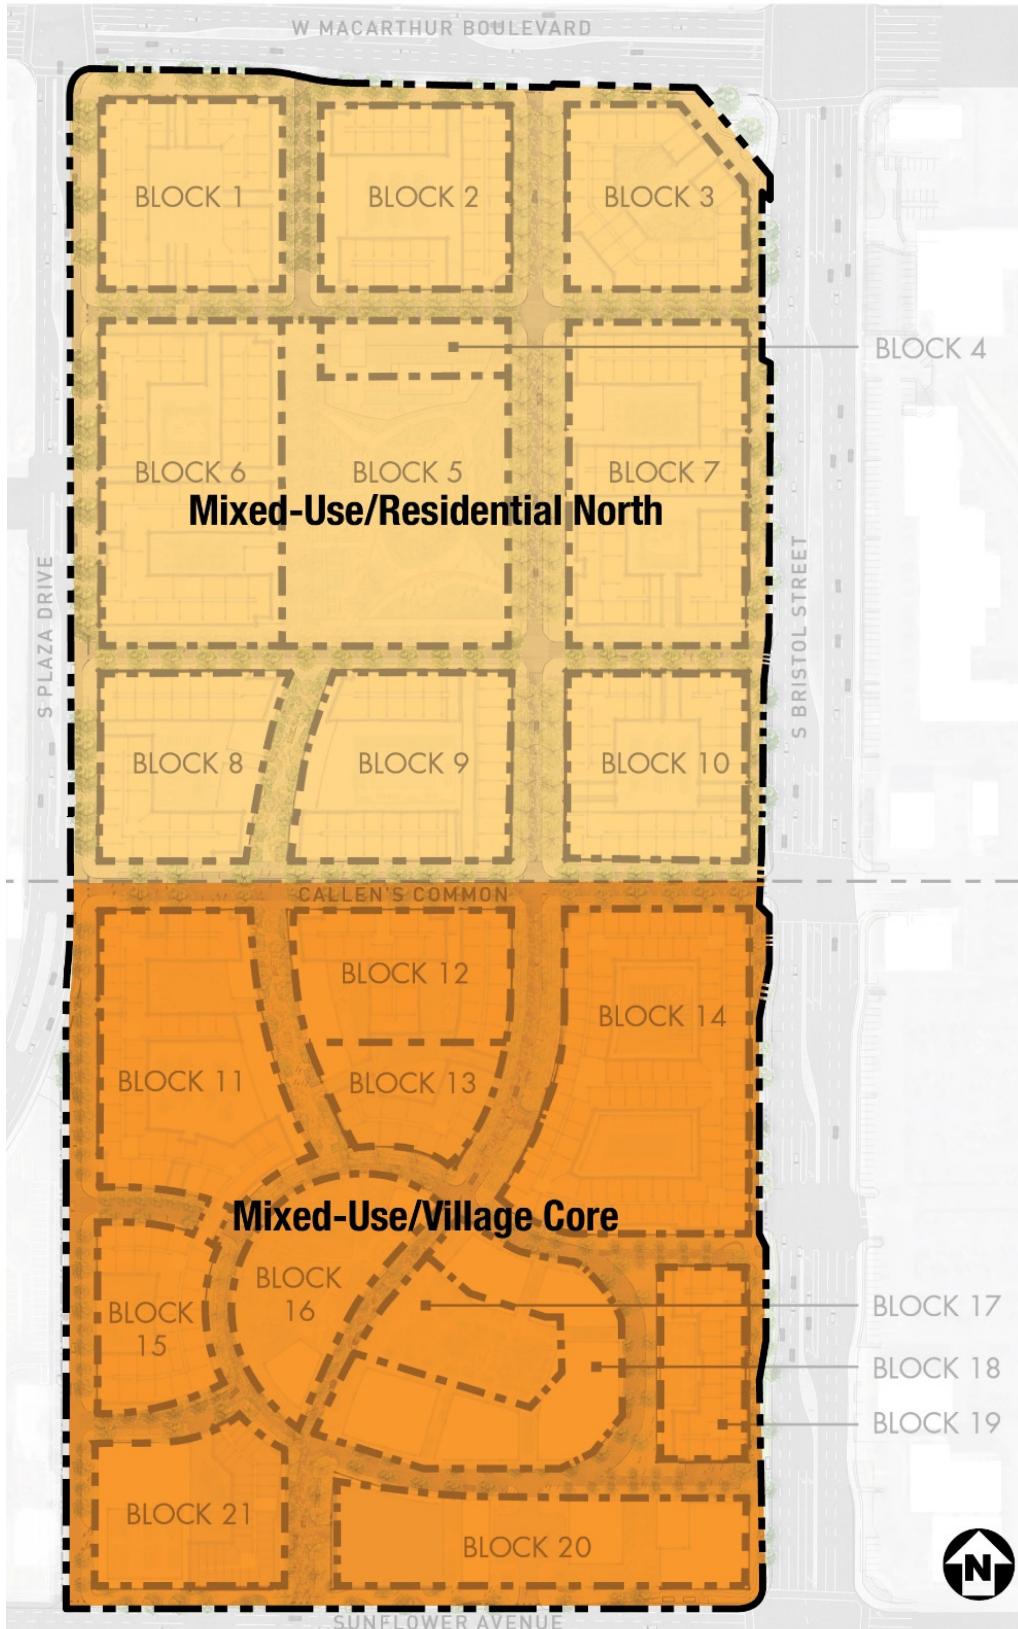 W MACARTHUR BOULEVARD
BLOCK 1
BLOCK 2
BLOCK 3
BLOCK 4
BLOCK 6
BLOCK 5
BLOCK 7
Mixed-Use/Residential North
S PLAZA DRIVE
S BRISTOL STREET
BLOCK 8
BLOCK 9
BLOCK 10
CALLEN'S COMMON
BLOCK 12
BLOCK 14
BLOCK 11
BLOCK 13
Mixed-Use/Village Core
BLOCK
16
BLOCK
15
BLOCK 17
BLOCK 18
BLOCK 19
BLOCK 21
BLOCK 20
N
SUNFLOWER AVENUE